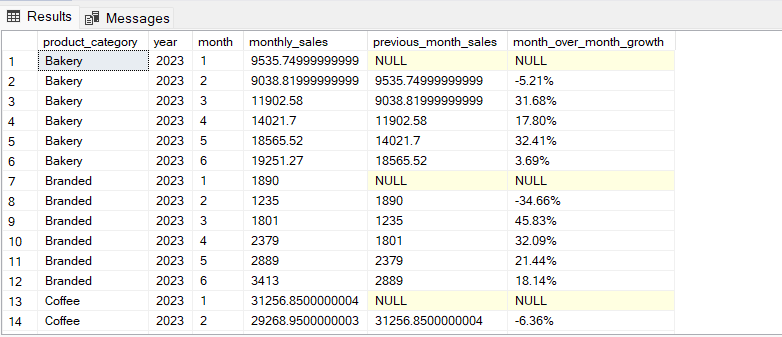 Results Messages
product_category year month monthly_sales previous_month_sales month_over_month_growth
1 Bakery 2023 1 9535.74999999999 NULL NULL
2 Bakery 2023 2 9038.81999999999 9535.74999999999 -5.21%
3 Bakery 2023 3 11902.58 9038.81999999999 31.68%
4 Bakery 2023 4 14021.7 11902.58 17.80%
5 Bakery 2023 5 18565.52 14021.7 32.41%
6 Bakery 2023 6 19251.27 18565.52 3.69%
7 Branded 2023 1 1890 NULL NULL
8 Branded 2023 2 1235 1890 -34.66%
9 Branded 2023 3 1801 1235 45.83%
10 Branded 2023 4 2379 1801 32.09%
11 Branded 2023 5 2889 2379 21.44%
12 Branded 2023 6 3413 2889 18.14%
13 Coffee 2023 1 31256.8500000004 NULL NULL
14 Coffee 2023 2 29268.9500000003 31256.8500000004 -6.36%